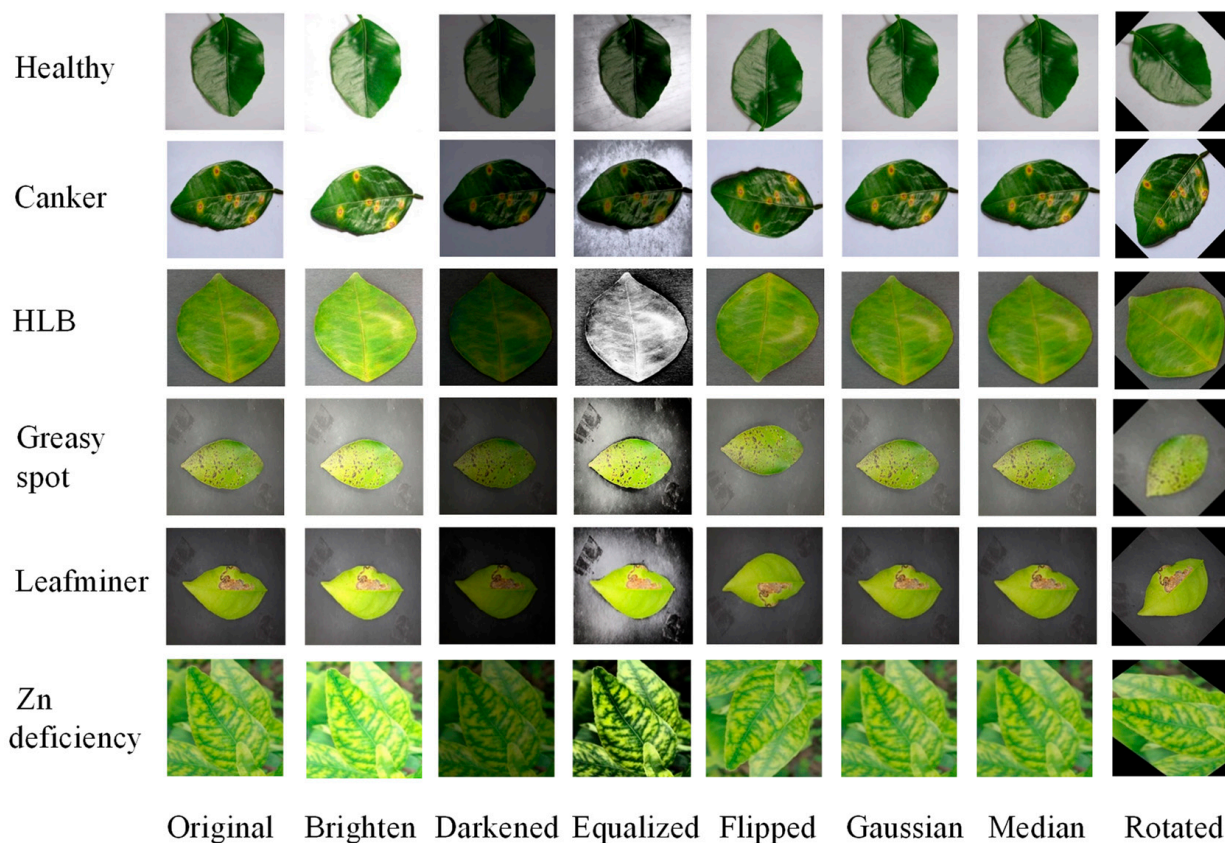 Healthy
Canker
HLB
Greasy
spot
Leafminer
Zn
deficiency
Original Brighten Darkened Equalized Flipped Gaussian Median Rotated